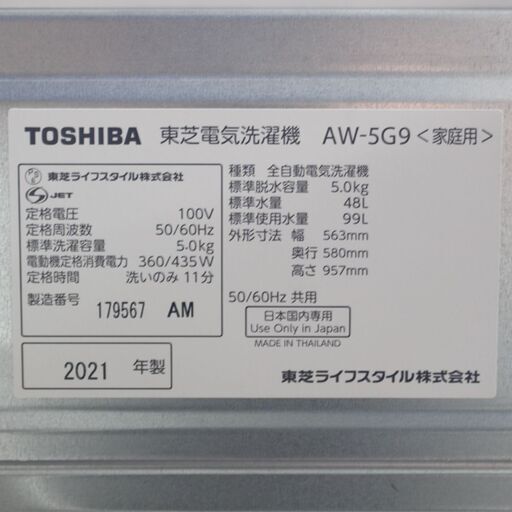 TOSHIBA 東芝電気洗濯機 AW-5G9 <家庭用>
東芝ライフスタイル株式会社
JET
定格電圧 100V
定格周波数 50/60Hz
標準洗濯容量 5.0kg
電動機定格消費電力 360/435W
定格時間 洗いのみ 11分
製造番号 179567 AM
2021 年製
種類 全自動電気洗濯機
標準脱水容量 5.0kg
標準水量 48L
標準使用水量 99L
外形寸法 幅 563mm
奥行 580mm
高さ 957mm
50/60Hz 共用
日本国内専用
Use Only in Japan
MADE IN THAILAND
東芝ライフスタイル株式会社